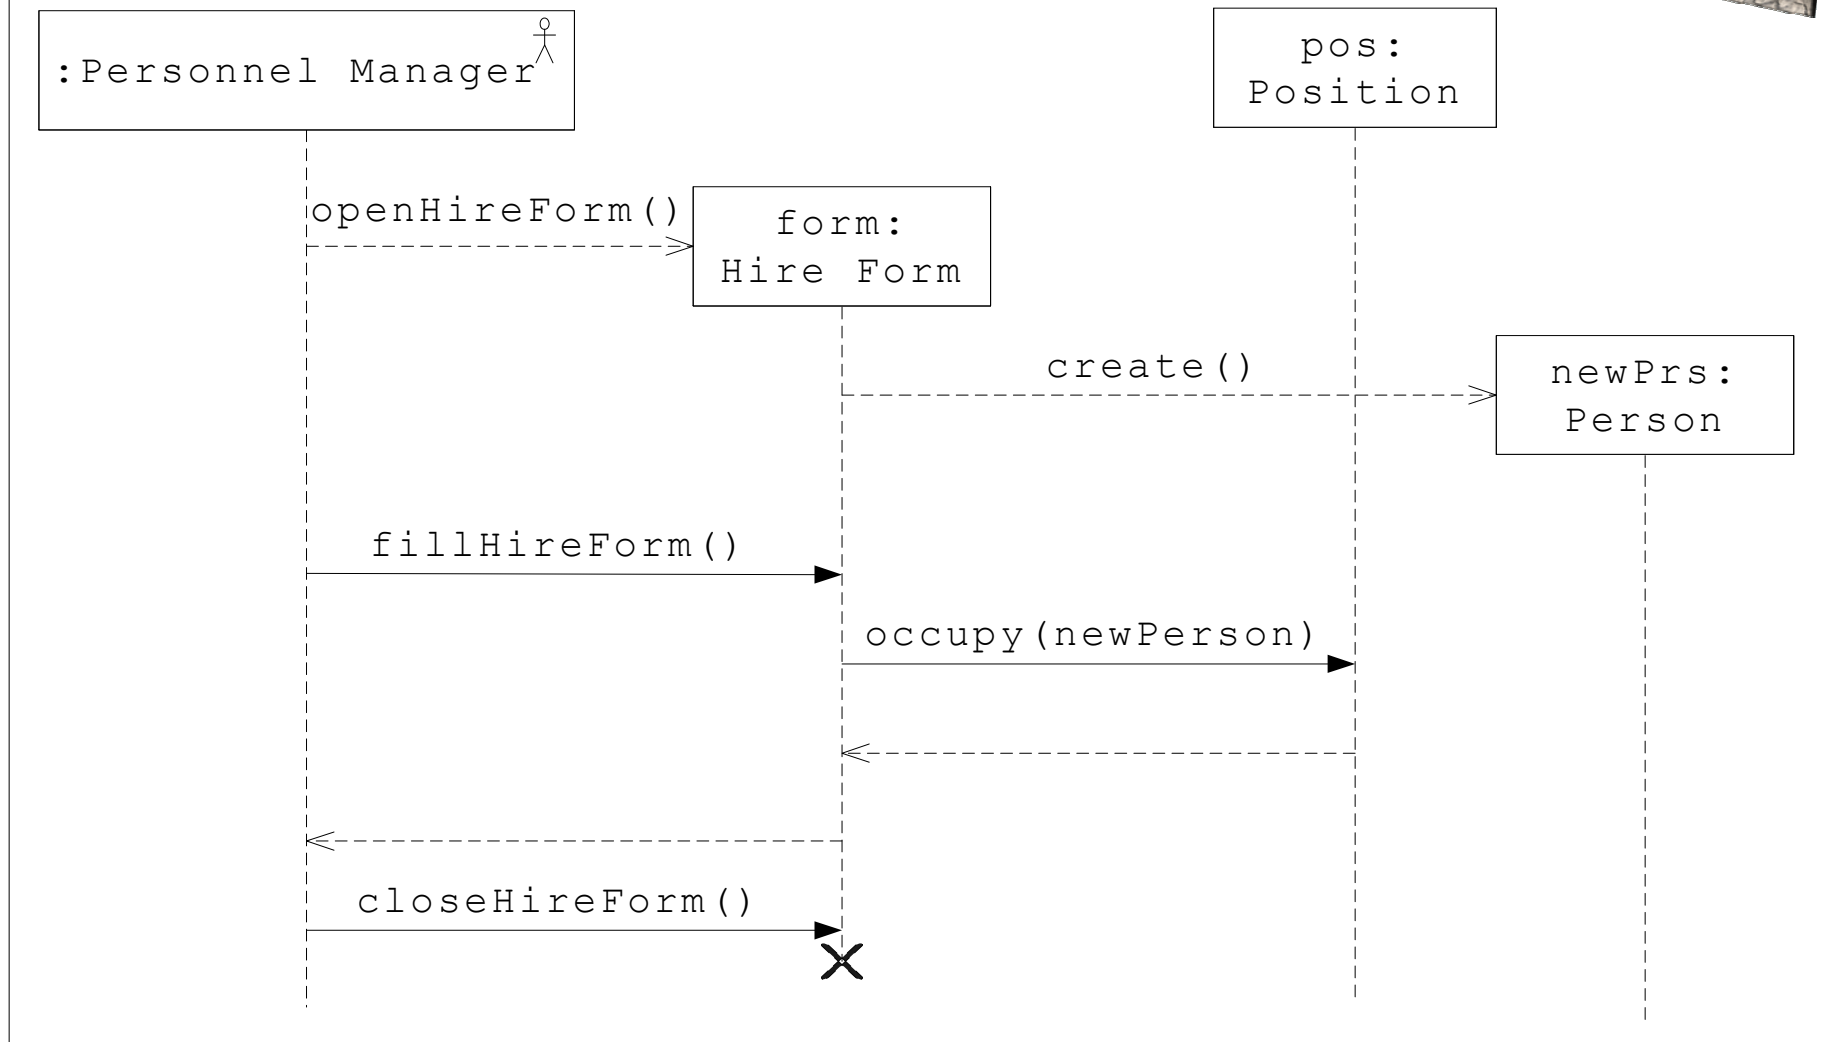 :Personnel Manager
pos:
Position
openHireForm()
form:
Hire Form
create()
newPrs:
Person
fillHireForm()
occupy(newPerson)
closeHireForm()